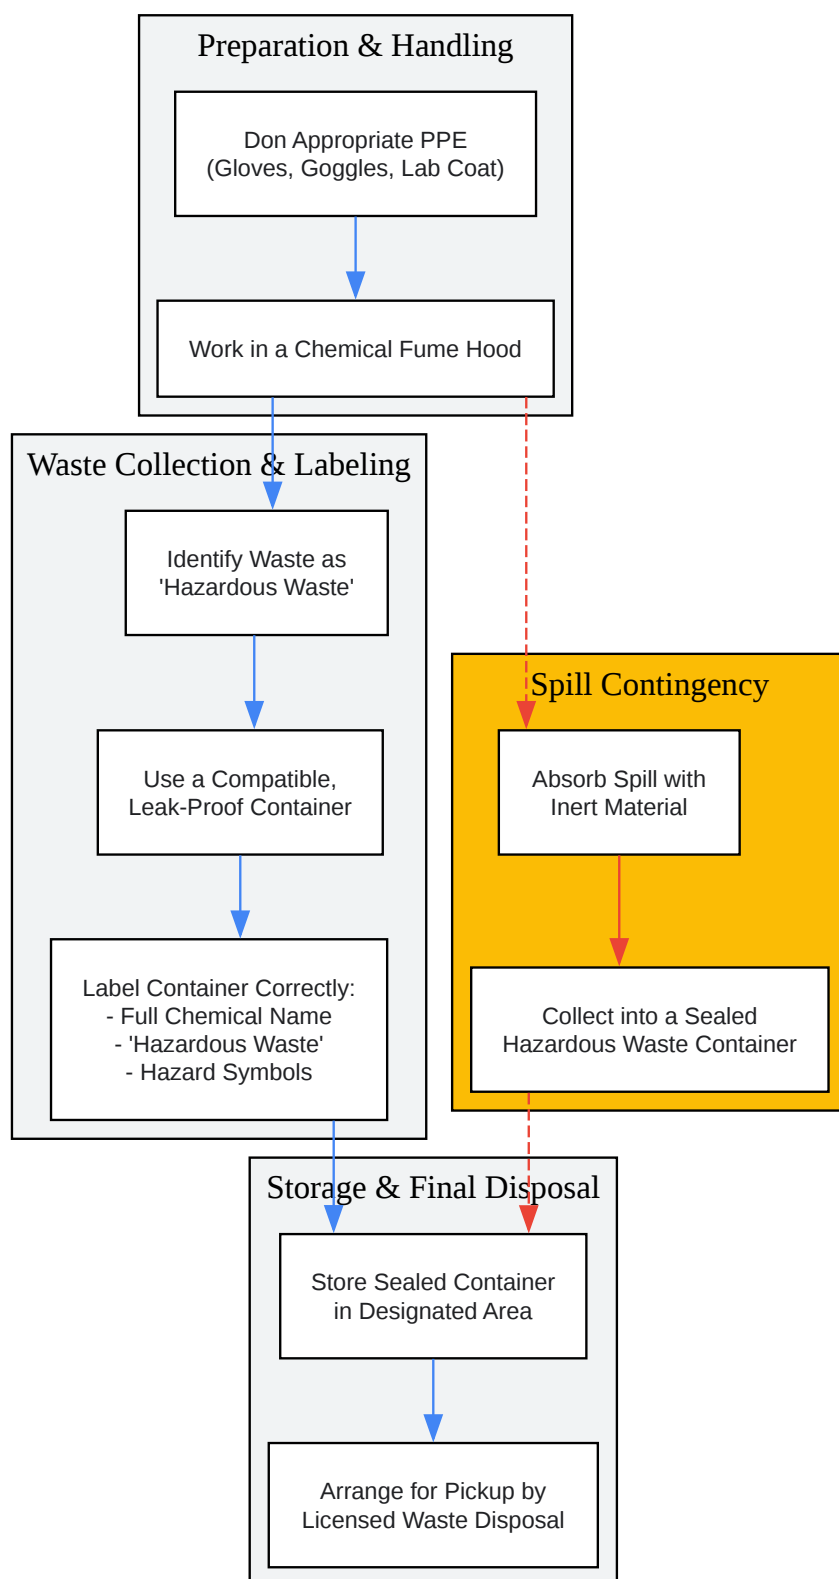 Preparation & Handling
Don Appropriate PPE
(Gloves, Goggles, Lab Coat)
Work in a Chemical Fume Hood
Waste Collection & Labeling
Identify Waste as
'Hazardous Waste'
Use a Compatible,
Leak-Proof Container
Label Container Correctly:
- Full Chemical Name
- 'Hazardous Waste'
- Hazard Symbols
Spill Contingency
Absorb Spill with
Inert Material
Collect into a Sealed
Hazardous Waste Container
Storage & Final Disposal
Store Sealed Container
in Designated Area
Arrange for Pickup by
Licensed Waste Disposal